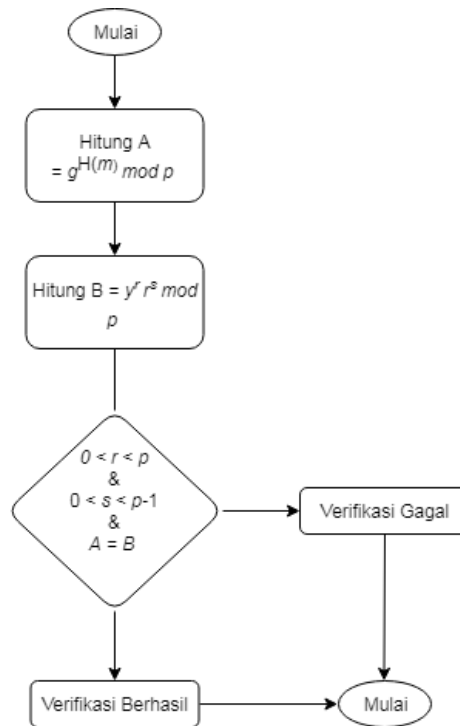 Mulai
Hitung A
= g^H(m) mod p
Hitung B = y^r r^s mod
p
0 < r < p
&
0 < s < p-1
&
A = B
Verifikasi Gagal
Verifikasi Berhasil
Mulai